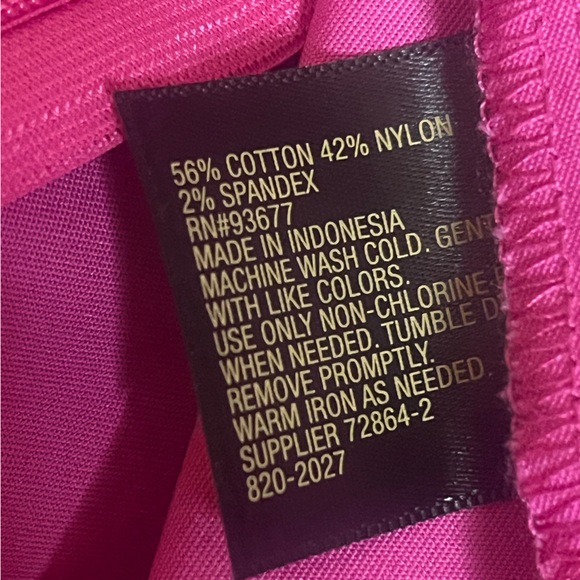 56% COTTON 42% NYLON
2% SPANDEX
RN#93677
MADE IN INDONESIA
MACHINE WASH COLD. GENT
WITH LIKE COLORS.
USE ONLY NON-CHLORINE
WHEN NEEDED. TUMBLE D
REMOVE PROMPTLY.
WARM IRON AS NEEDED.
SUPPLIER 72864-2
820-2027